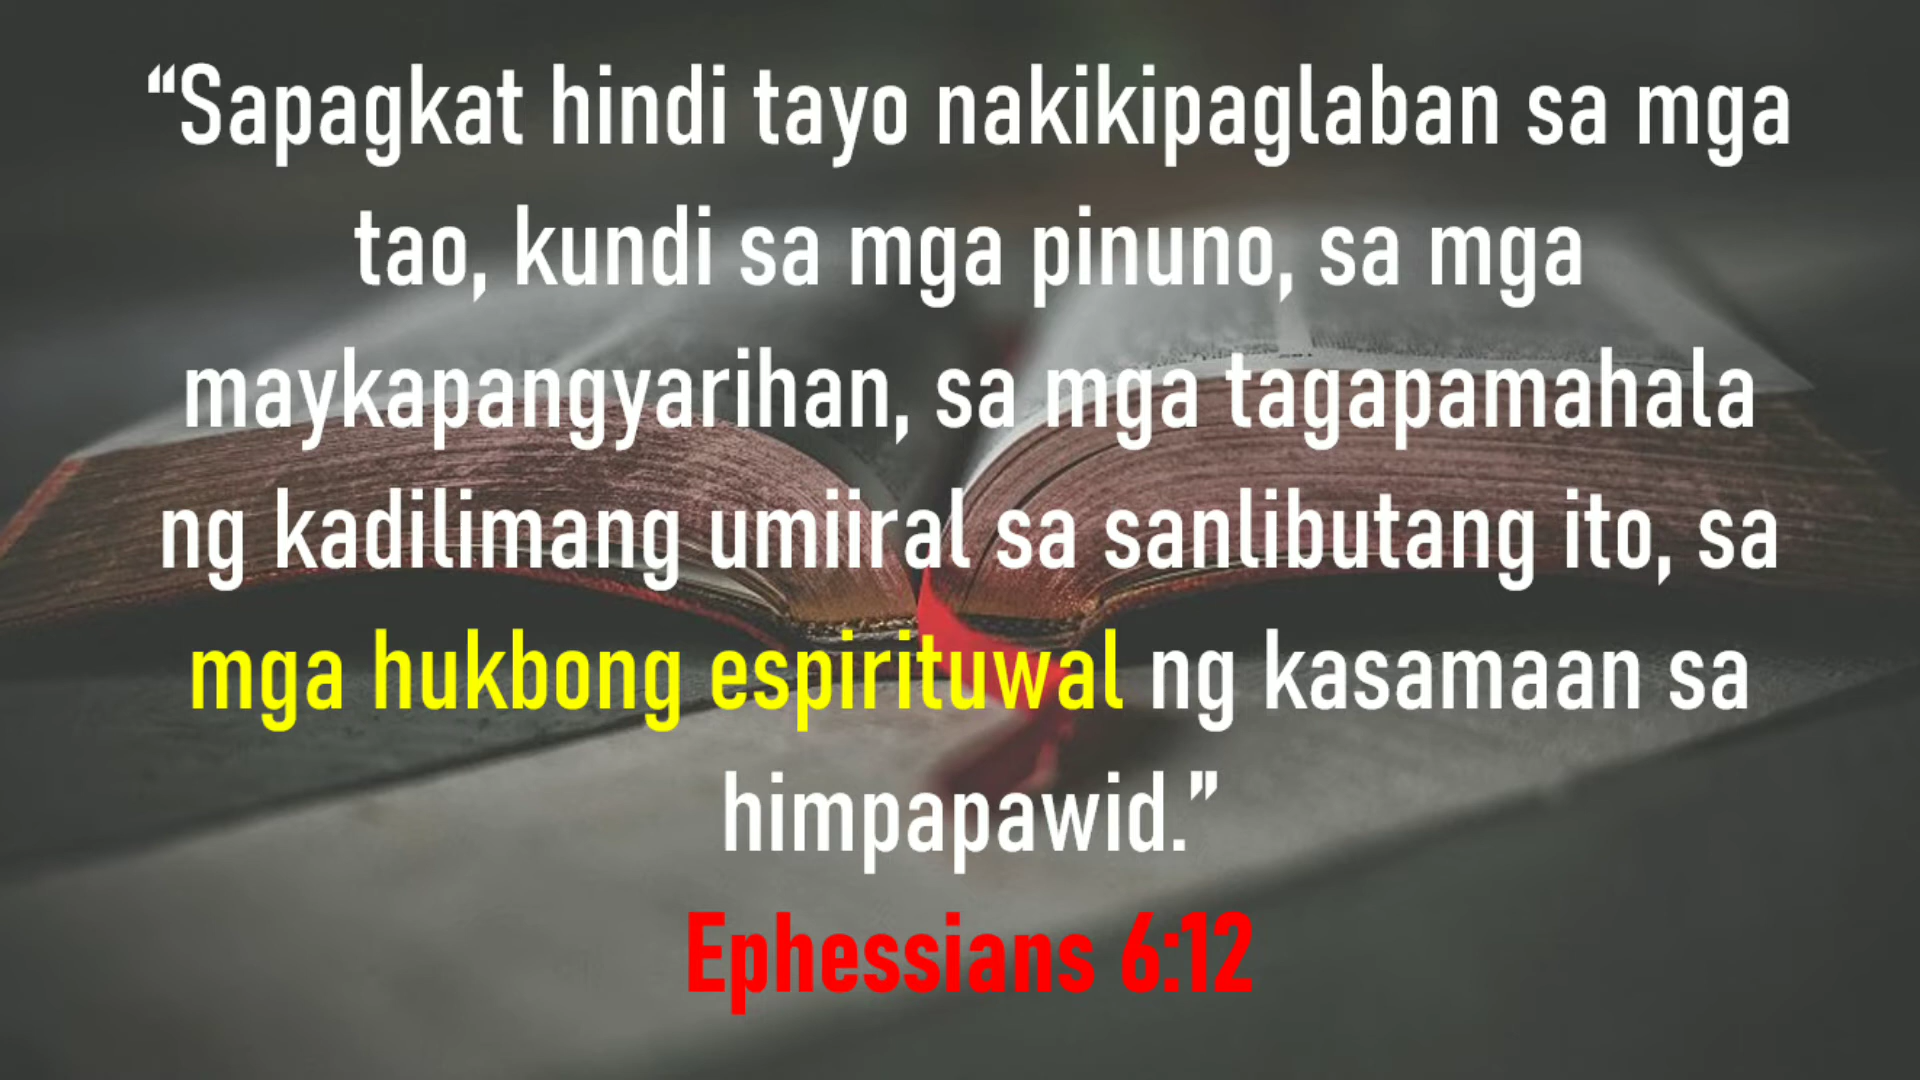 “Sapagkat hindi tayo nakikipaglaban sa mga
tao, kundi sa mga pinuno, sa mga
maykapangyarihan, sa mga tagapamahala
ng kadilimang umiiral sa sanlibutang ito, sa
mga hukbong espirituwal ng kasamaan sa
himpapawid.”
Ephessians 6:12